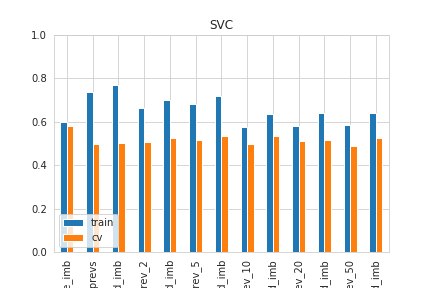 SVC
1.0
0.8
0.6
0.4
0.2
0.0
train
cv
e_imb
prevs
d_imb
rev_2
d_imb
rev_5
d_imb
ev_10
d_imb
ev_20
d_imb
ev_50
d_imb